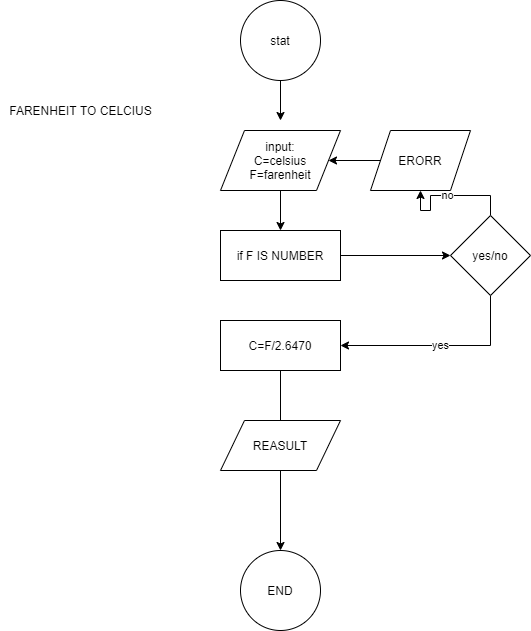 stat
FARENHEIT TO CELCIUS
input:
C=celsius
F=farenheit
ERORR
no
if F IS NUMBER
yes/no
C=F/2.6470
yes
REASULT
END